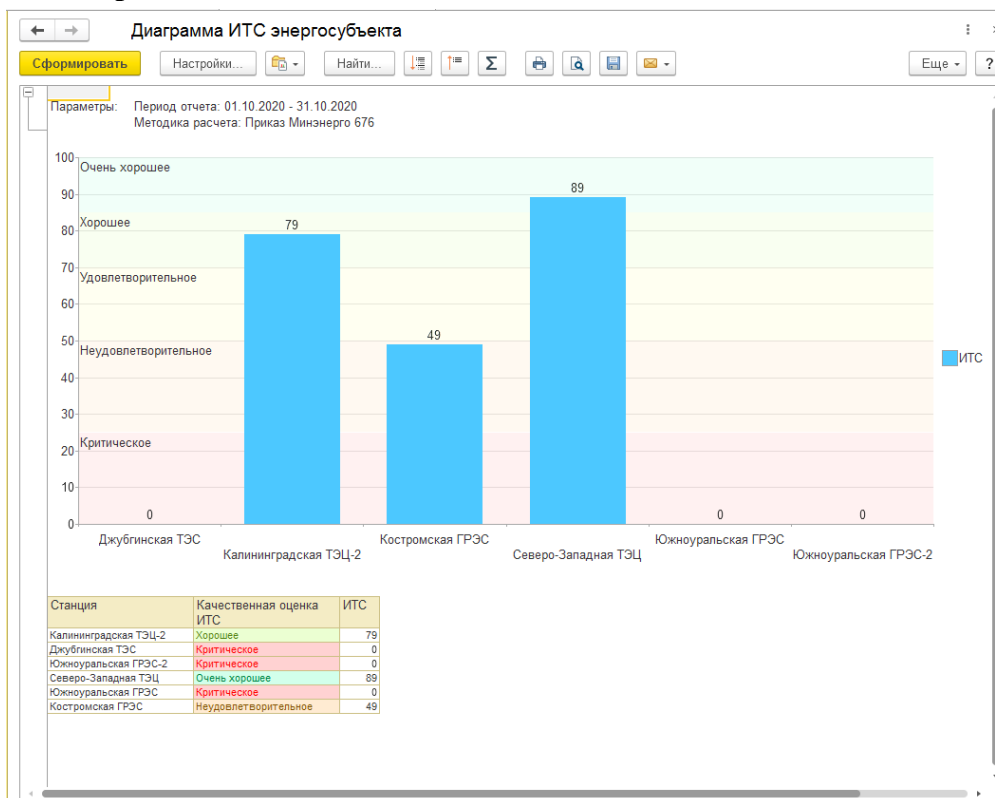 Диаграмма ИТС энергосубъекта
Сформировать Настройки... Найти... Σ Еще ?
Параметры: Период отчета: 01.10.2020 - 31.10.2020
Методика расчета: Приказ Минэнерго 676
100
Очень хорошее
90
89
Хорошее
80
79
70
Удовлетворительное
60
50
49
Неудовлетворительное
40
ИТС
30
Критическое
20
10
0 0 0
0
Джубгинская ТЭС Костромская ГРЭС Южноуральская ГРЭС
Калининградская ТЭЦ-2 Северо-Западная ТЭЦ Южноуральская ГРЭС-2
Станция Качественная оценка ИТС ИТС
Калининградская ТЭЦ-2 Хорошее 79
Джубгинская ТЭС Критическое 0
Южноуральская ГРЭС-2 Критическое 0
Северо-Западная ТЭЦ Очень хорошее 89
Южноуральская ГРЭС Критическое 0
Костромская ГРЭС Неудовлетворительное 49